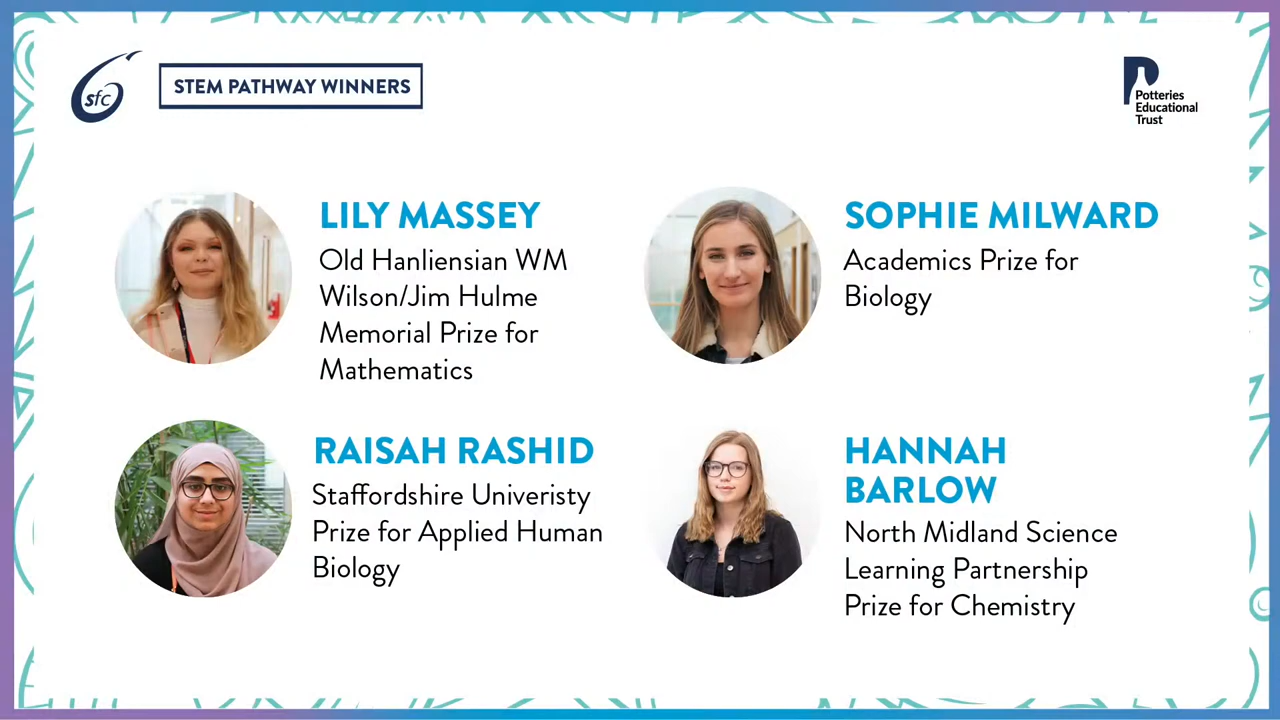 sfc
STEM PATHWAY WINNERS
Potteries
Educational
Trust
LILY MASSEY
Old Hanliensian WM
Wilson/Jim Hulme
Memorial Prize for
Mathematics
SOPHIE MILWARD
Academics Prize for
Biology
RAISAH RASHID
Staffordshire Univeristy
Prize for Applied Human
Biology
HANNAH
BARLOW
North Midland Science
Learning Partnership
Prize for Chemistry